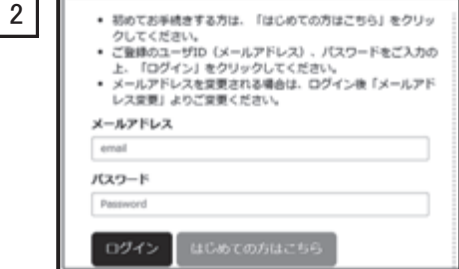 2
• 初めてお手続きする方は、「はじめての方はこちら」をクリッ
クしてください。
• ご登録のユーザID（メールアドレス）、パスワードをご入力の
上、「ログイン」をクリックしてください。
• メールアドレスを変更される場合は、ログイン後「メールアド
レス変更」よりご変更ください。
メールアドレス
email
パスワード
Password
ログイン はじめての方はこちら